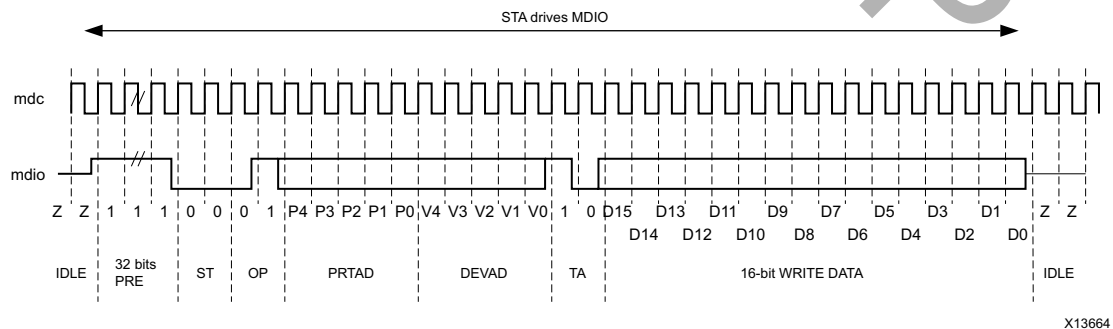 STA drives MDIO
mdc
mdio
Z Z 1 1 1 0 0 0 1 P4 P3 P2 P1 P0 V4 V3 V2 V1 V0 1 0 D15 D13 D11 D9 D7 D5 D3 D1 Z Z
D14 D12 D10 D8 D6 D4 D2 D0
IDLE 32 bits PRE ST OP PRTAD DEVAD TA 16-bit WRITE DATA IDLE
X13664